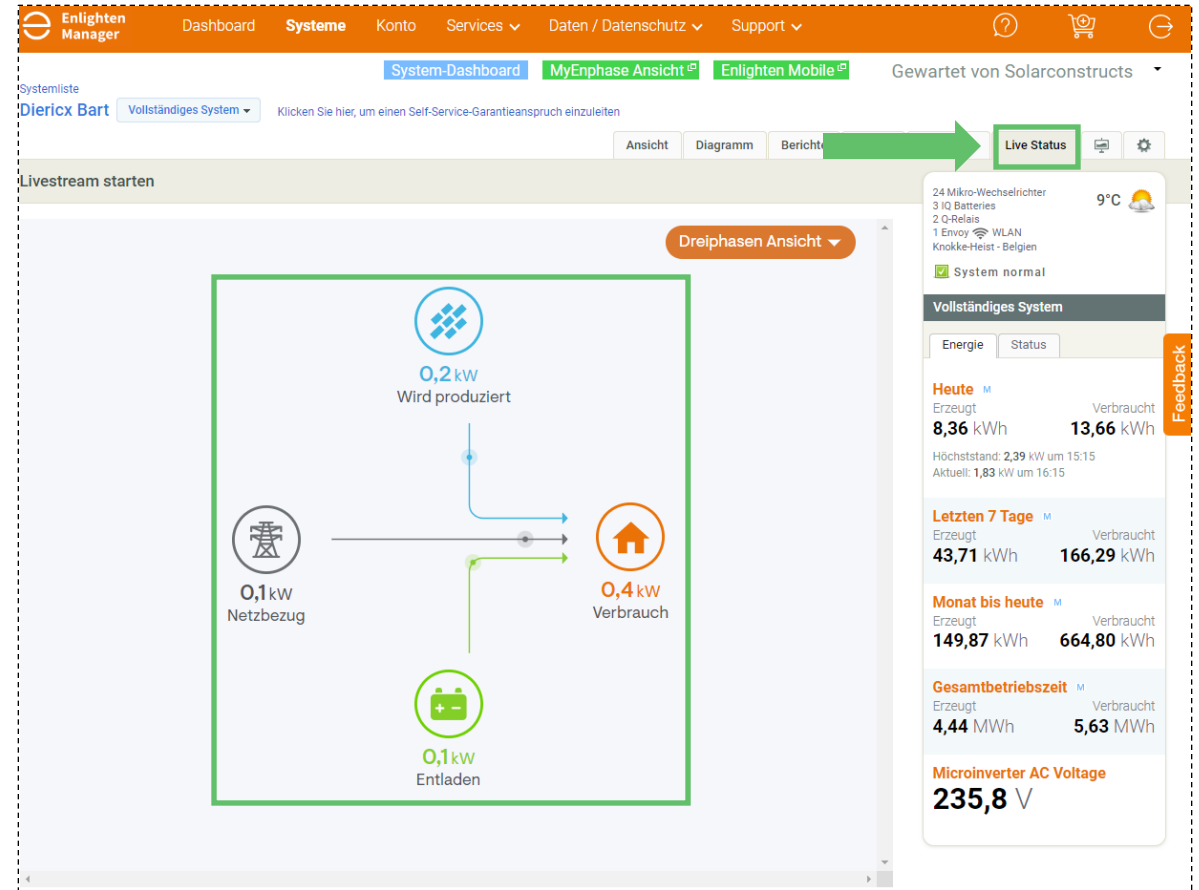 Enlighten Manager
Dashboard Systeme Konto Services Daten / Datenschutz Support
System-Dashboard MyEnphase Ansicht Enlighten Mobile Gewartet von Solarconstructs
Systemliste
Diericx Bart Vollständiges System Klicken Sie hier, um einen Self-Service-Garantieanspruch einzuleiten
Ansicht Diagramm Berichte Live Status
Livestream starten
Dreiphasen Ansicht
0,2 kW
Wird produziert
0,1 kW
Netzbezug
0,4 kW
Verbrauch
0,1 kW
Entladen
24 Mikro-Wechselrichter
3 IQ Batteries
2 Q-Relais
1 Envoy WLAN
Knokke-Heist - Belgien
9°C
System normal
Vollständiges System
Energie Status
Heute M
Erzeugt Verbraucht
8,36 kWh 13,66 kWh
Höchststand: 2,39 kW um 15:15
Aktuell: 1,83 kW um 16:15
Letzten 7 Tage M
Erzeugt Verbraucht
43,71 kWh 166,29 kWh
Monat bis heute M
Erzeugt Verbraucht
149,87 kWh 664,80 kWh
Gesamtbetriebszeit M
Erzeugt Verbraucht
4,44 MWh 5,63 MWh
Microinverter AC Voltage
235,8 V
Feedback